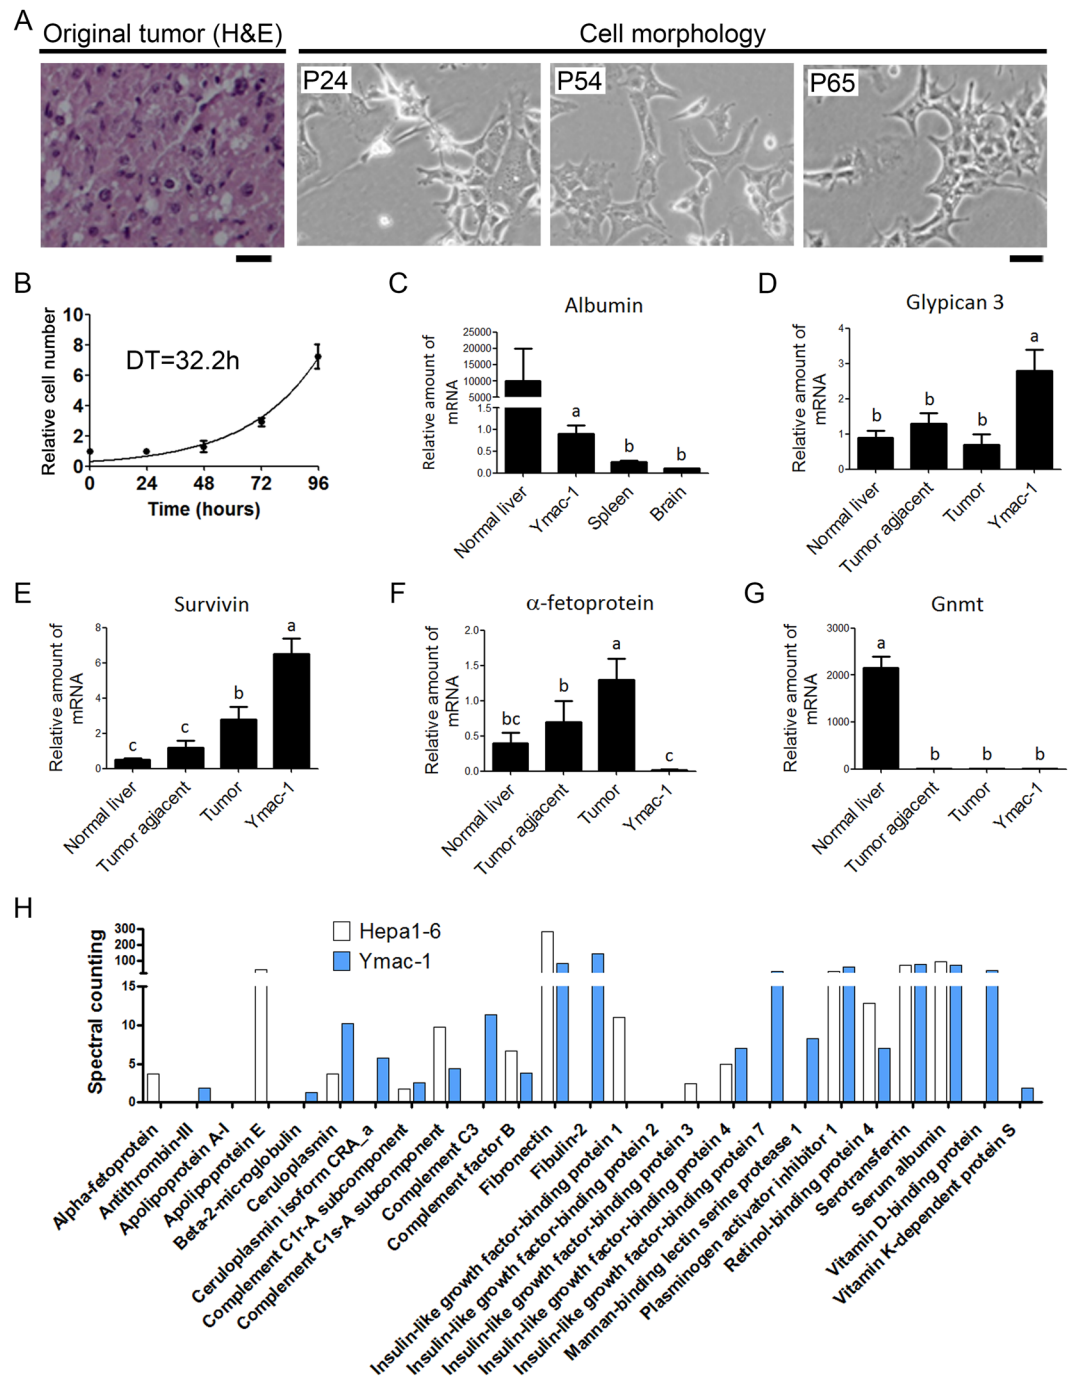 A
Original tumor (H&E)
Cell morphology
P24
P54
P65
B
Relative cell number
10
8
6
4
2
0
DT=32.2h
0 24 48 72 96
Time (hours)
C
Albumin
Relative amount of
mRNA
25000
20000
15000
10000
5000
1.5
1.0
0.5
0.0
a
b
b
Normal liver
Ymac-1
Spleen
Brain
D
Glypican 3
Relative amount of
mRNA
4
3
2
1
0
b
b
b
a
Normal liver
Tumor agjacent
Tumor
Ymac-1
E
Survivin
Relative amount of
mRNA
8
6
4
2
0
c
c
b
a
Normal liver
Tumor agjacent
Tumor
Ymac-1
F
α-fetoprotein
Relative amount of
mRNA
2.0
1.5
1.0
0.5
0.0
bc
b
a
c
Normal liver
Tumor agjacent
Tumor
Ymac-1
G
Gnmt
Relative amount of
mRNA
3000
2000
1000
0
a
b
b
b
Normal liver
Tumor agjacent
Tumor
Ymac-1
H
Hepa1-6
Ymac-1
Spectral counting
300
200
100
15
10
5
0
Alpha-fetoprotein
Antithrombin-III
Apolipoprotein A-I
Apolipoprotein E
Beta-2-microglobulin
Ceruloplasmin
Ceruloplasmin isoform CRA_a
Complement C1r-A subcomponent
Complement C1s-A subcomponent
Complement C3
Complement factor B
Fibronectin
Fibulin-2
Insulin-like growth factor-binding protein 1
Insulin-like growth factor-binding protein 2
Insulin-like growth factor-binding protein 3
Insulin-like growth factor-binding protein 4
Insulin-like growth factor-binding protein 7
Mannan-binding lectin serine protease 1
Plasminogen activator inhibitor 1
Retinol-binding protein 4
Serotransferrin
Serum albumin
Vitamin D-binding protein
Vitamin K-dependent protein S